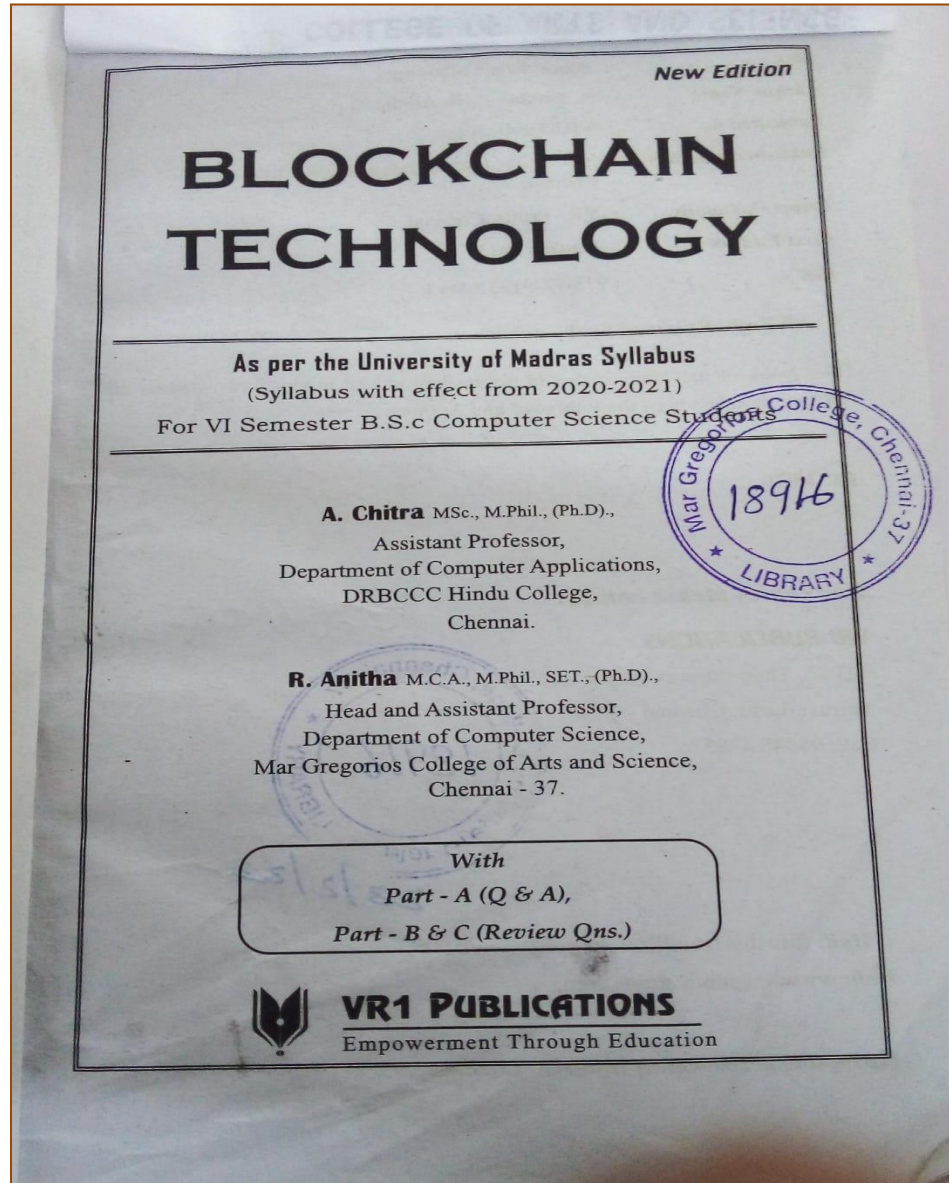 New Edition
BLOCKCHAIN
TECHNOLOGY
As per the University of Madras Syllabus
(Syllabus with effect from 2020-2021)
For VI Semester B.S.c Computer Science Students
Mar Gregorios College, Chennai-37
18916
★ LIBRARY ★
A. Chitra MSc., M.Phil., (Ph.D).,
Assistant Professor,
Department of Computer Applications,
DRBCCC Hindu College,
Chennai.
R. Anitha M.C.A., M.Phil., SET., (Ph.D).,
Head and Assistant Professor,
Department of Computer Science,
Mar Gregorios College of Arts and Science,
Chennai - 37.
With
Part - A (Q & A),
Part - B & C (Review Qns.)
VR1 PUBLICATIONS
Empowerment Through Education